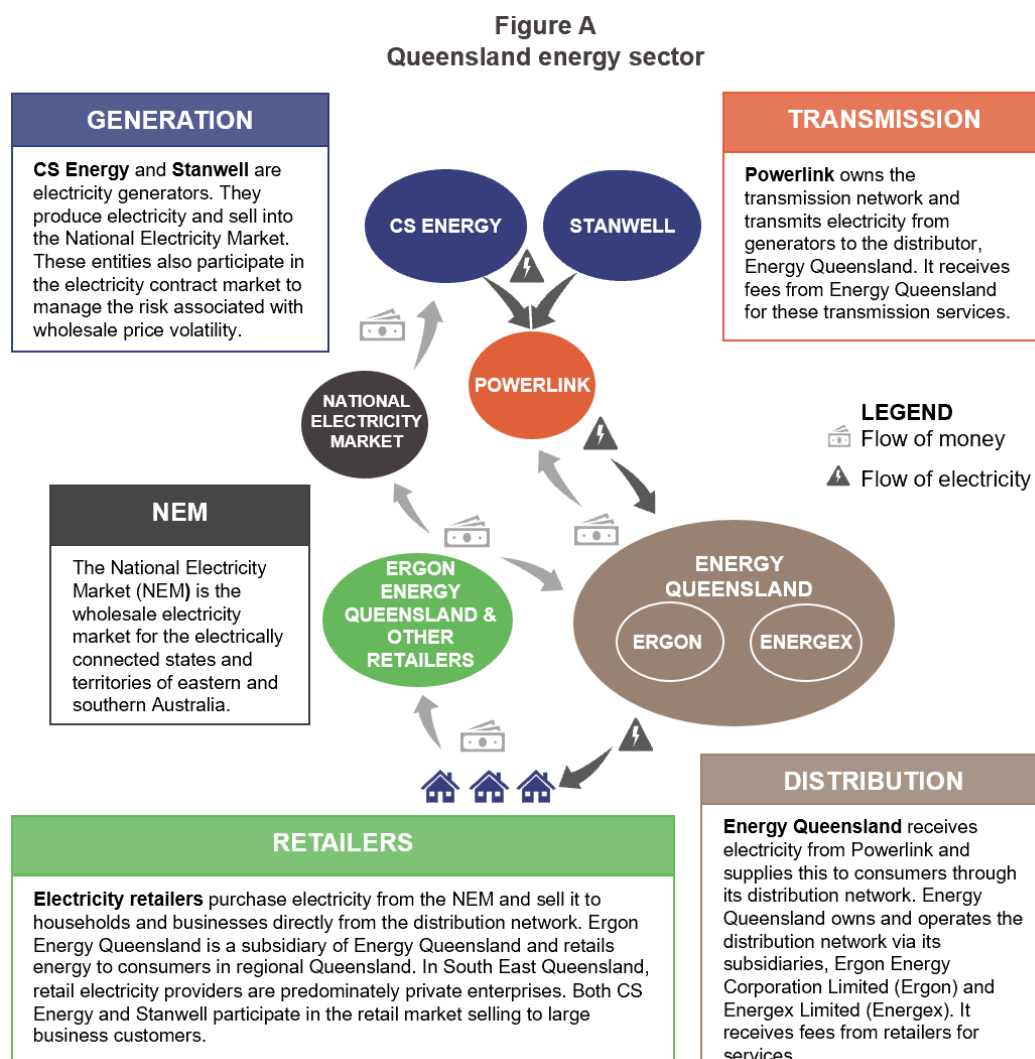 Figure A
Queensland energy sector
GENERATION
CS Energy and Stanwell are
electricity generators. They
produce electricity and sell into
the National Electricity Market.
These entities also participate in
the electricity contract market to
manage the risk associated with
wholesale price volatility.
TRANSMISSION
Powerlink owns the
transmission network and
transmits electricity from
generators to the distributor,
Energy Queensland. It receives
fees from Energy Queensland
for these transmission services.
CS ENERGY
STANWELL
POWERLINK
NATIONAL
ELECTRICITY
MARKET
LEGEND
Flow of money
Flow of electricity
NEM
The National Electricity
Market (NEM) is the
wholesale electricity
market for the electrically
connected states and
territories of eastern and
southern Australia.
ERGON
ENERGY
QUEENSLAND &
OTHER
RETAILERS
ENERGY
QUEENSLAND
ERGON
ENERGEX
RETAILERS
Electricity retailers purchase electricity from the NEM and sell it to
households and businesses directly from the distribution network. Ergon
Energy Queensland is a subsidiary of Energy Queensland and retails
energy to consumers in regional Queensland. In South East Queensland,
retail electricity providers are predominately private enterprises. Both CS
Energy and Stanwell participate in the retail market selling to large
business customers.
DISTRIBUTION
Energy Queensland receives
electricity from Powerlink and
supplies this to consumers through
its distribution network. Energy
Queensland owns and operates the
distribution network via its
subsidiaries, Ergon Energy
Corporation Limited (Ergon) and
Energex Limited (Energex). It
receives fees from retailers for
services